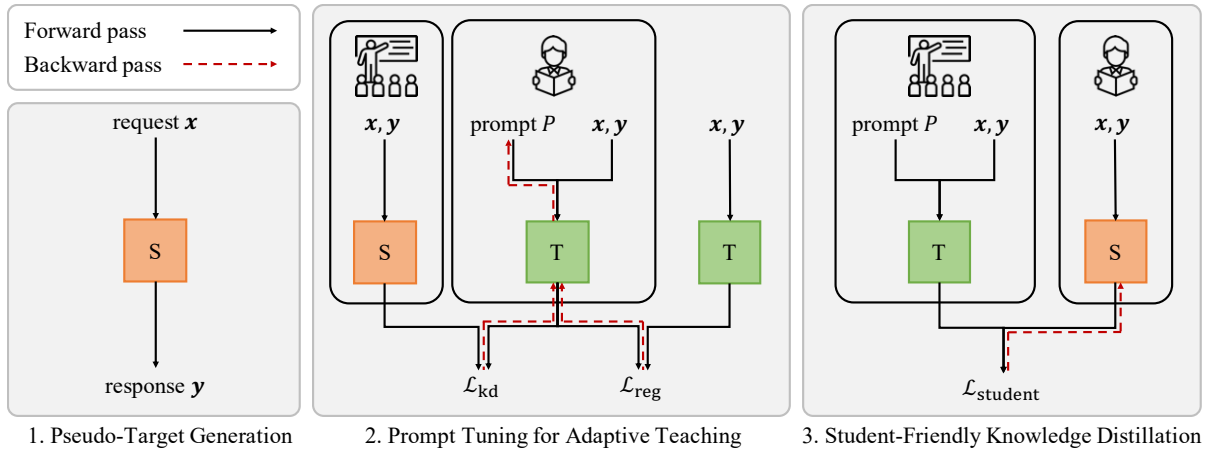 Forward pass
Backward pass
request x
S
response y
1. Pseudo-Target Generation
x, y
prompt P
x, y
x, y
S
T
T
ℒkd
ℒreg
2. Prompt Tuning for Adaptive Teaching
prompt P
x, y
x, y
T
S
ℒstudent
3. Student-Friendly Knowledge Distillation